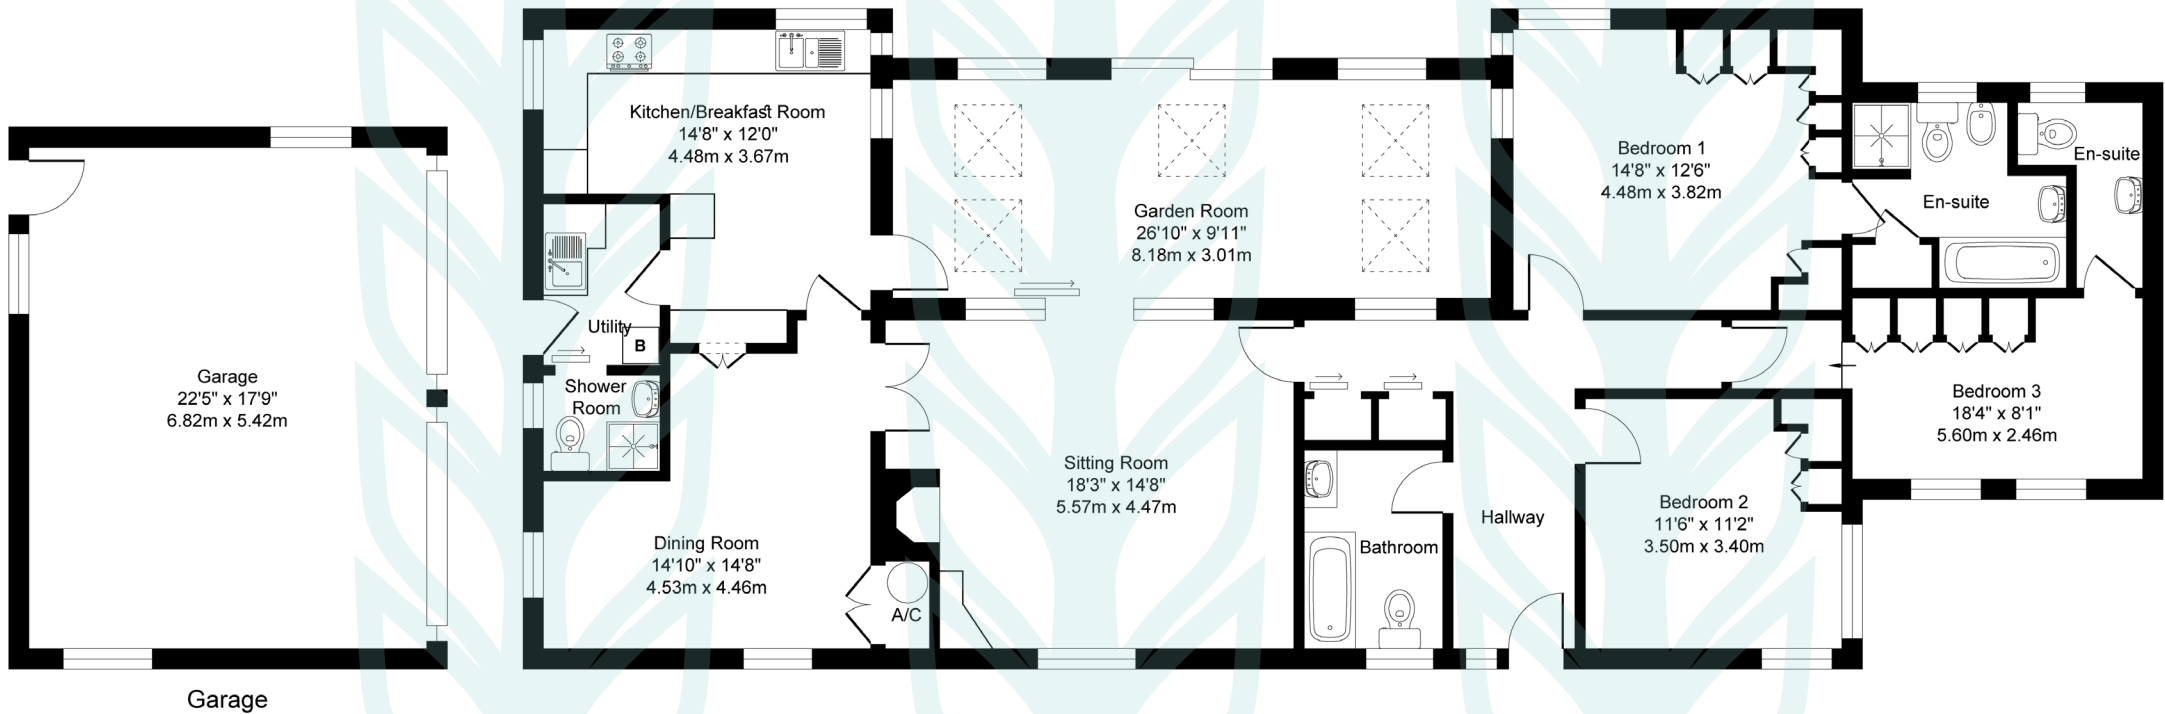 Kitchen/Breakfast Room
14'8" x 12'0"
4.48m x 3.67m
Garden Room
26'10" x 9'11"
8.18m x 3.01m
Bedroom 1
14'8" x 12'6"
4.48m x 3.82m
En-suite
En-suite
Utility
B
Shower
Room
Garage
22'5" x 17'9"
6.82m x 5.42m
Dining Room
14'10" x 14'8"
4.53m x 4.46m
A/C
Sitting Room
18'3" x 14'8"
5.57m x 4.47m
Bathroom
Hallway
Bedroom 2
11'6" x 11'2"
3.50m x 3.40m
Bedroom 3
18'4" x 8'1"
5.60m x 2.46m
Garage